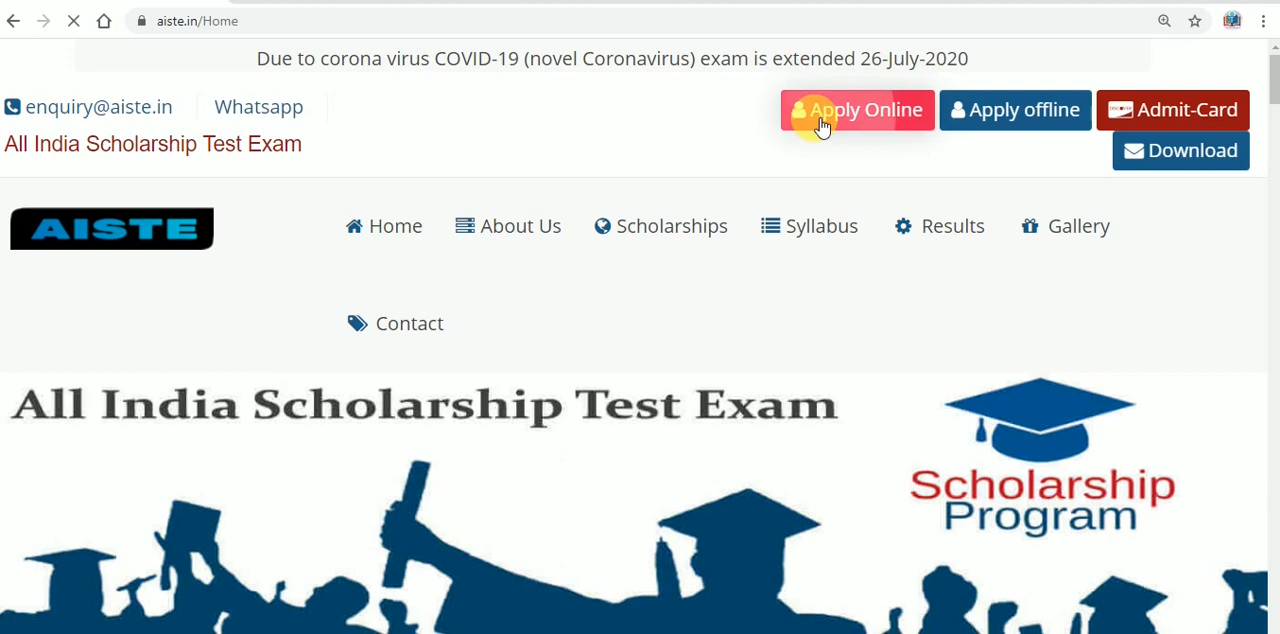 aiste.in/Home
Due to corona virus COVID-19 (novel Coronavirus) exam is extended 26-July-2020
enquiry@aiste.in Whatsapp
Apply Online Apply offline Admit-Card
All India Scholarship Test Exam
Download
AISTE
Home About Us Scholarships Syllabus Results Gallery
Contact
All India Scholarship Test Exam
Scholarship
Program